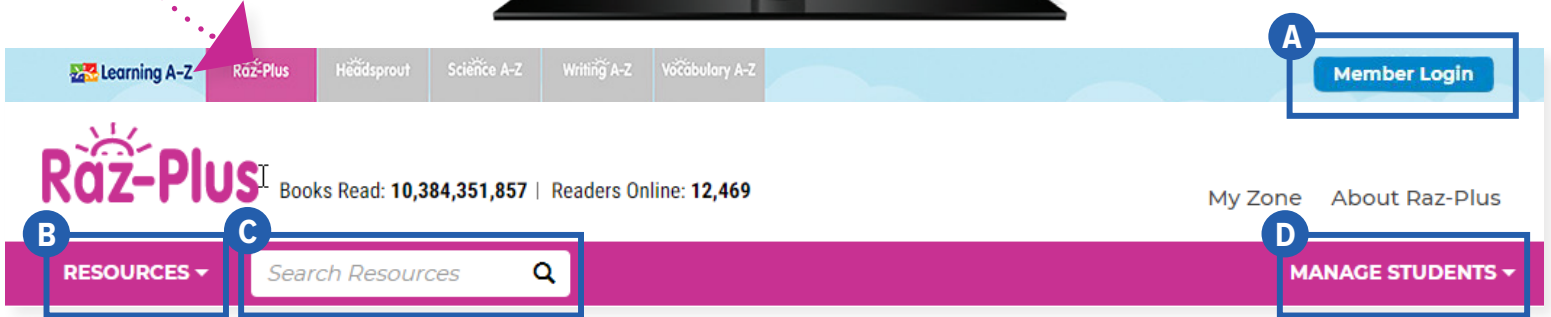 A
Learning A-Z Raz-Plus Headsprout Science A-Z Writing A-Z Vocabulary A-Z Member Login
Raz-Plus Books Read: 10,384,351,857 | Readers Online: 12,469
My Zone About Raz-Plus
B C D
RESOURCES Search Resources MANAGE STUDENTS